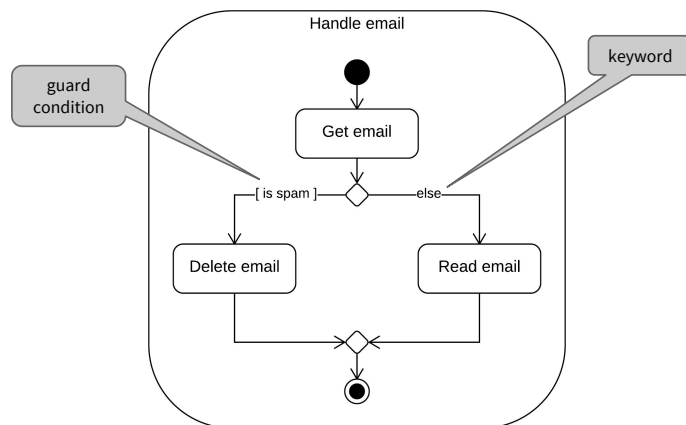 Handle email
keyword
guard
condition
Get email
[ is spam ]
else
Delete email
Read email